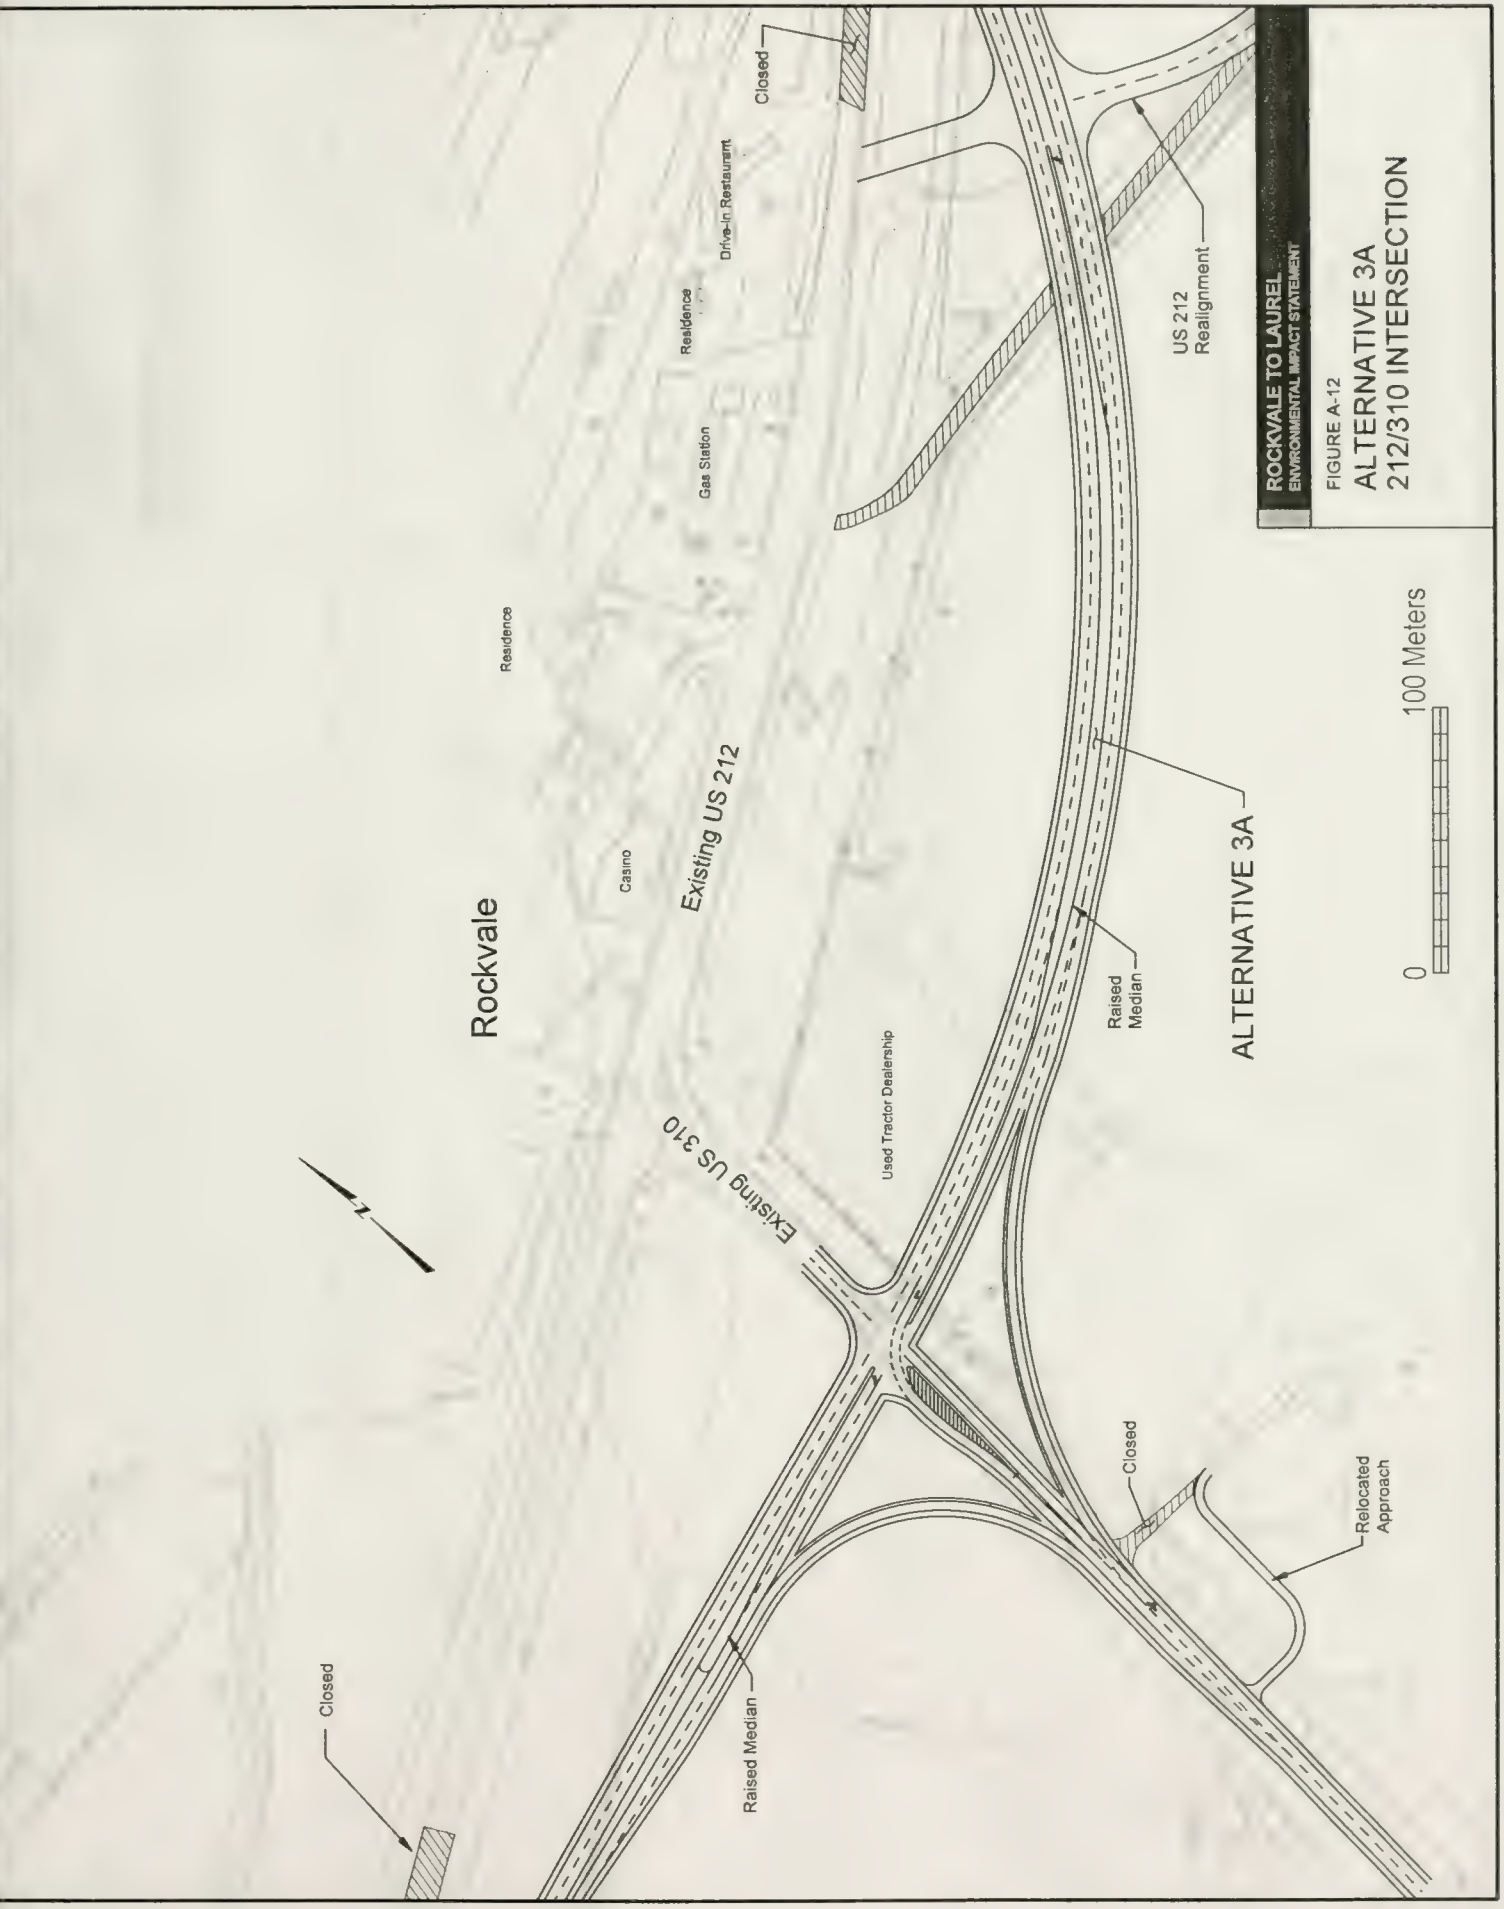 Closed
Rockvale
Residence
Casino
Existing US 212
Gas Station
Residence
Drive-In Restaurant
Closed
N
Existing US 310
Used Tractor Dealership
Raised Median
Raised
Median
ALTERNATIVE 3A
US 212
Realignment
Closed
Relocated
Approach
0
100 Meters
ROCKVALE TO LAUREL
ENVIRONMENTAL IMPACT STATEMENT
FIGURE A-12
ALTERNATIVE 3A
212/310 INTERSECTION